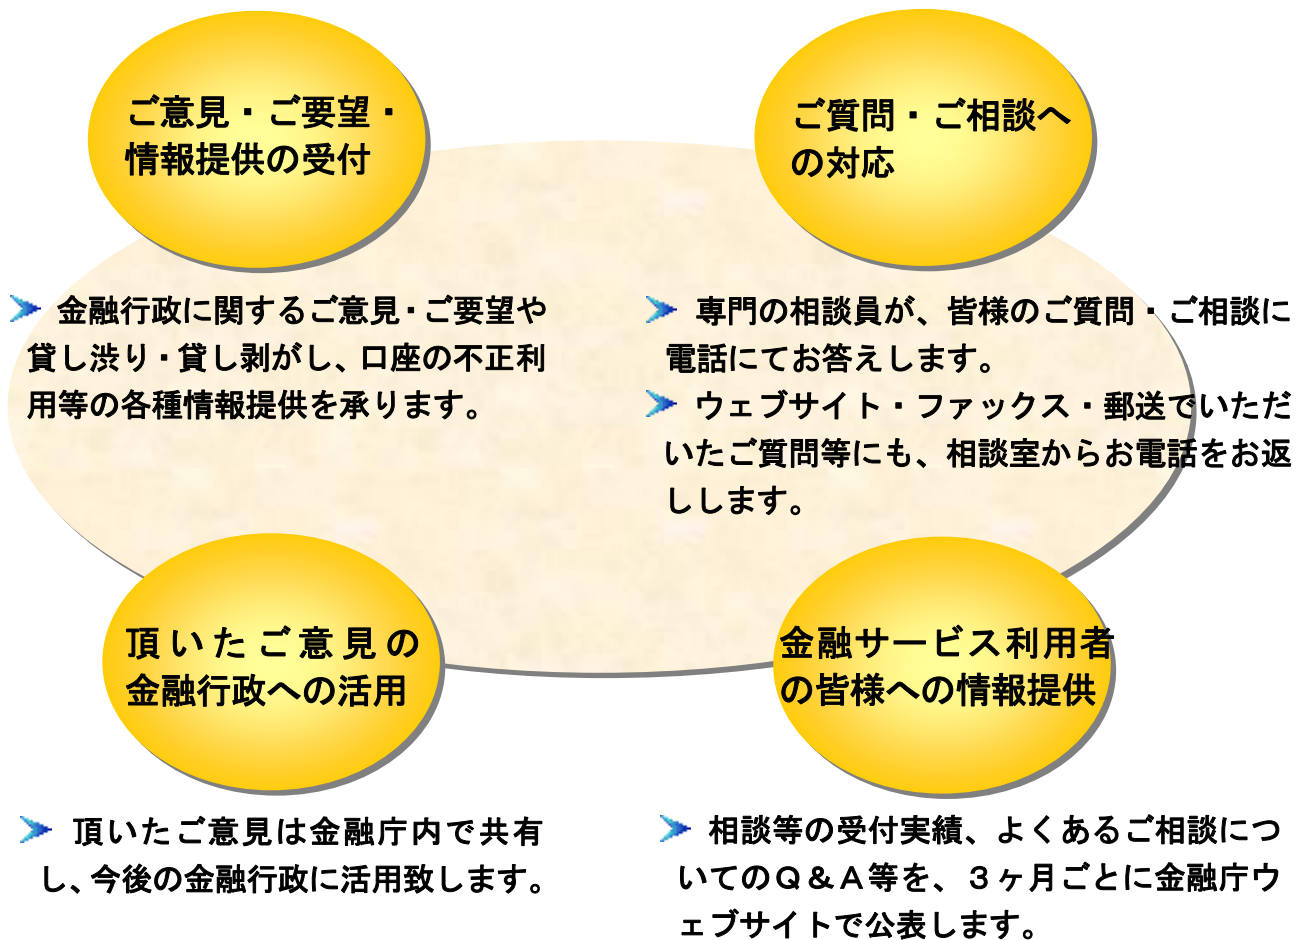 ご意見・ご要望・
情報提供の受付
金融行政に関するご意見・ご要望や
貸し渋り・貸し剥がし、口座の不正利
用等の各種情報提供を承ります。
ご質問・ご相談へ
の対応
専門の相談員が、皆様のご質問・ご相談に
電話にてお答えします。
ウェブサイト・ファックス・郵送でいただ
いたご質問等にも、相談室からお電話をお返
しします。
頂いたご意見の
金融行政への活用
頂いたご意見は金融庁内で共有
し、今後の金融行政に活用致します。
金融サービス利用者
の皆様への情報提供
相談等の受付実績、よくあるご相談につ
いてのＱ＆Ａ等を、３ヶ月ごとに金融庁ウ
ェブサイトで公表します。